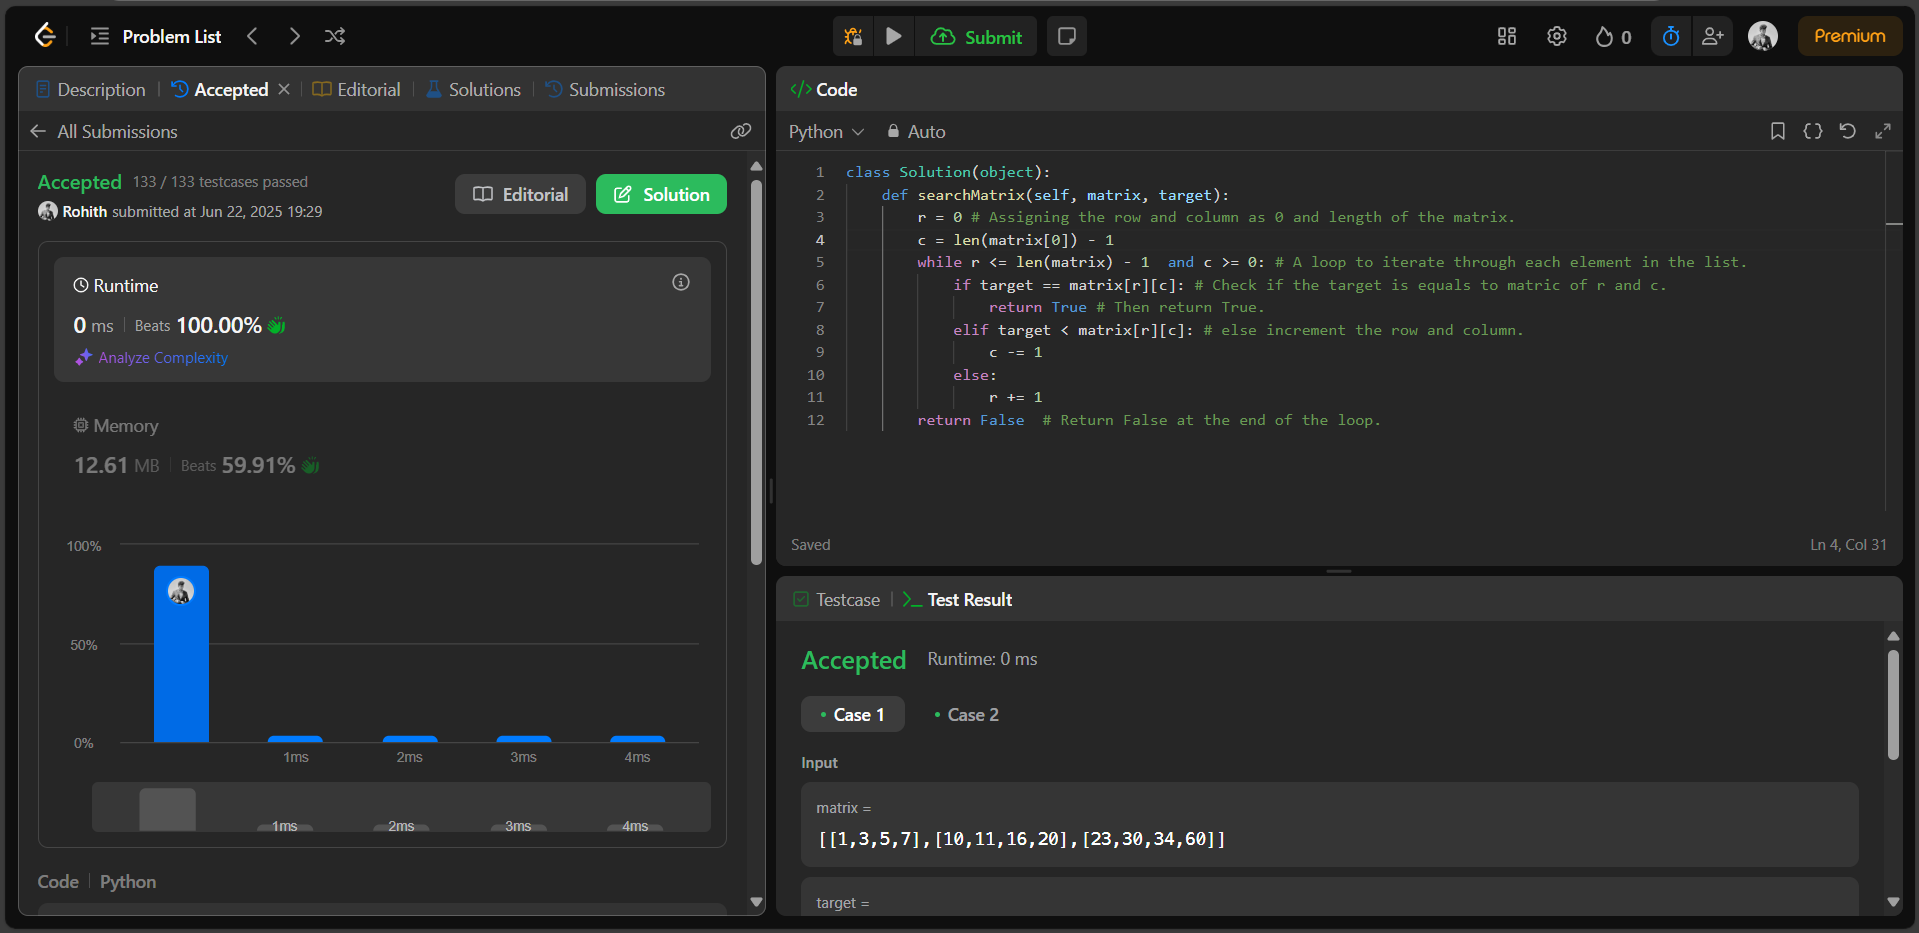 Problem List
Submit
0
Premium
Description
Accepted
Editorial
Solutions
Submissions
All Submissions
Accepted 133 / 133 testcases passed
Rohith submitted at Jun 22, 2025 19:29
Editorial
Solution
Runtime
0 ms Beats 100.00%
Analyze Complexity
Memory
12.61 MB Beats 59.91%
100%
50%
0%
1ms 2ms 3ms 4ms
1ms 2ms 3ms 4ms
Code Python
</> Code
Python Auto
1 class Solution(object):
2 def searchMatrix(self, matrix, target):
3 r = 0 # Assigning the row and column as 0 and length of the matrix.
4 c = len(matrix[0]) - 1
5 while r <= len(matrix) - 1  and c >= 0: # A loop to iterate through each element in the list.
6 if target == matrix[r][c]: # Check if the target is equals to matric of r and c.
7 return True # Then return True.
8 elif target < matrix[r][c]: # else increment the row and column.
9 c -= 1
10 else:
11 r += 1
12 return False  # Return False at the end of the loop.
Saved
Ln 4, Col 31
Testcase
Test Result
Accepted Runtime: 0 ms
Case 1
Case 2
Input
matrix =
[[1,3,5,7],[10,11,16,20],[23,30,34,60]]
target =